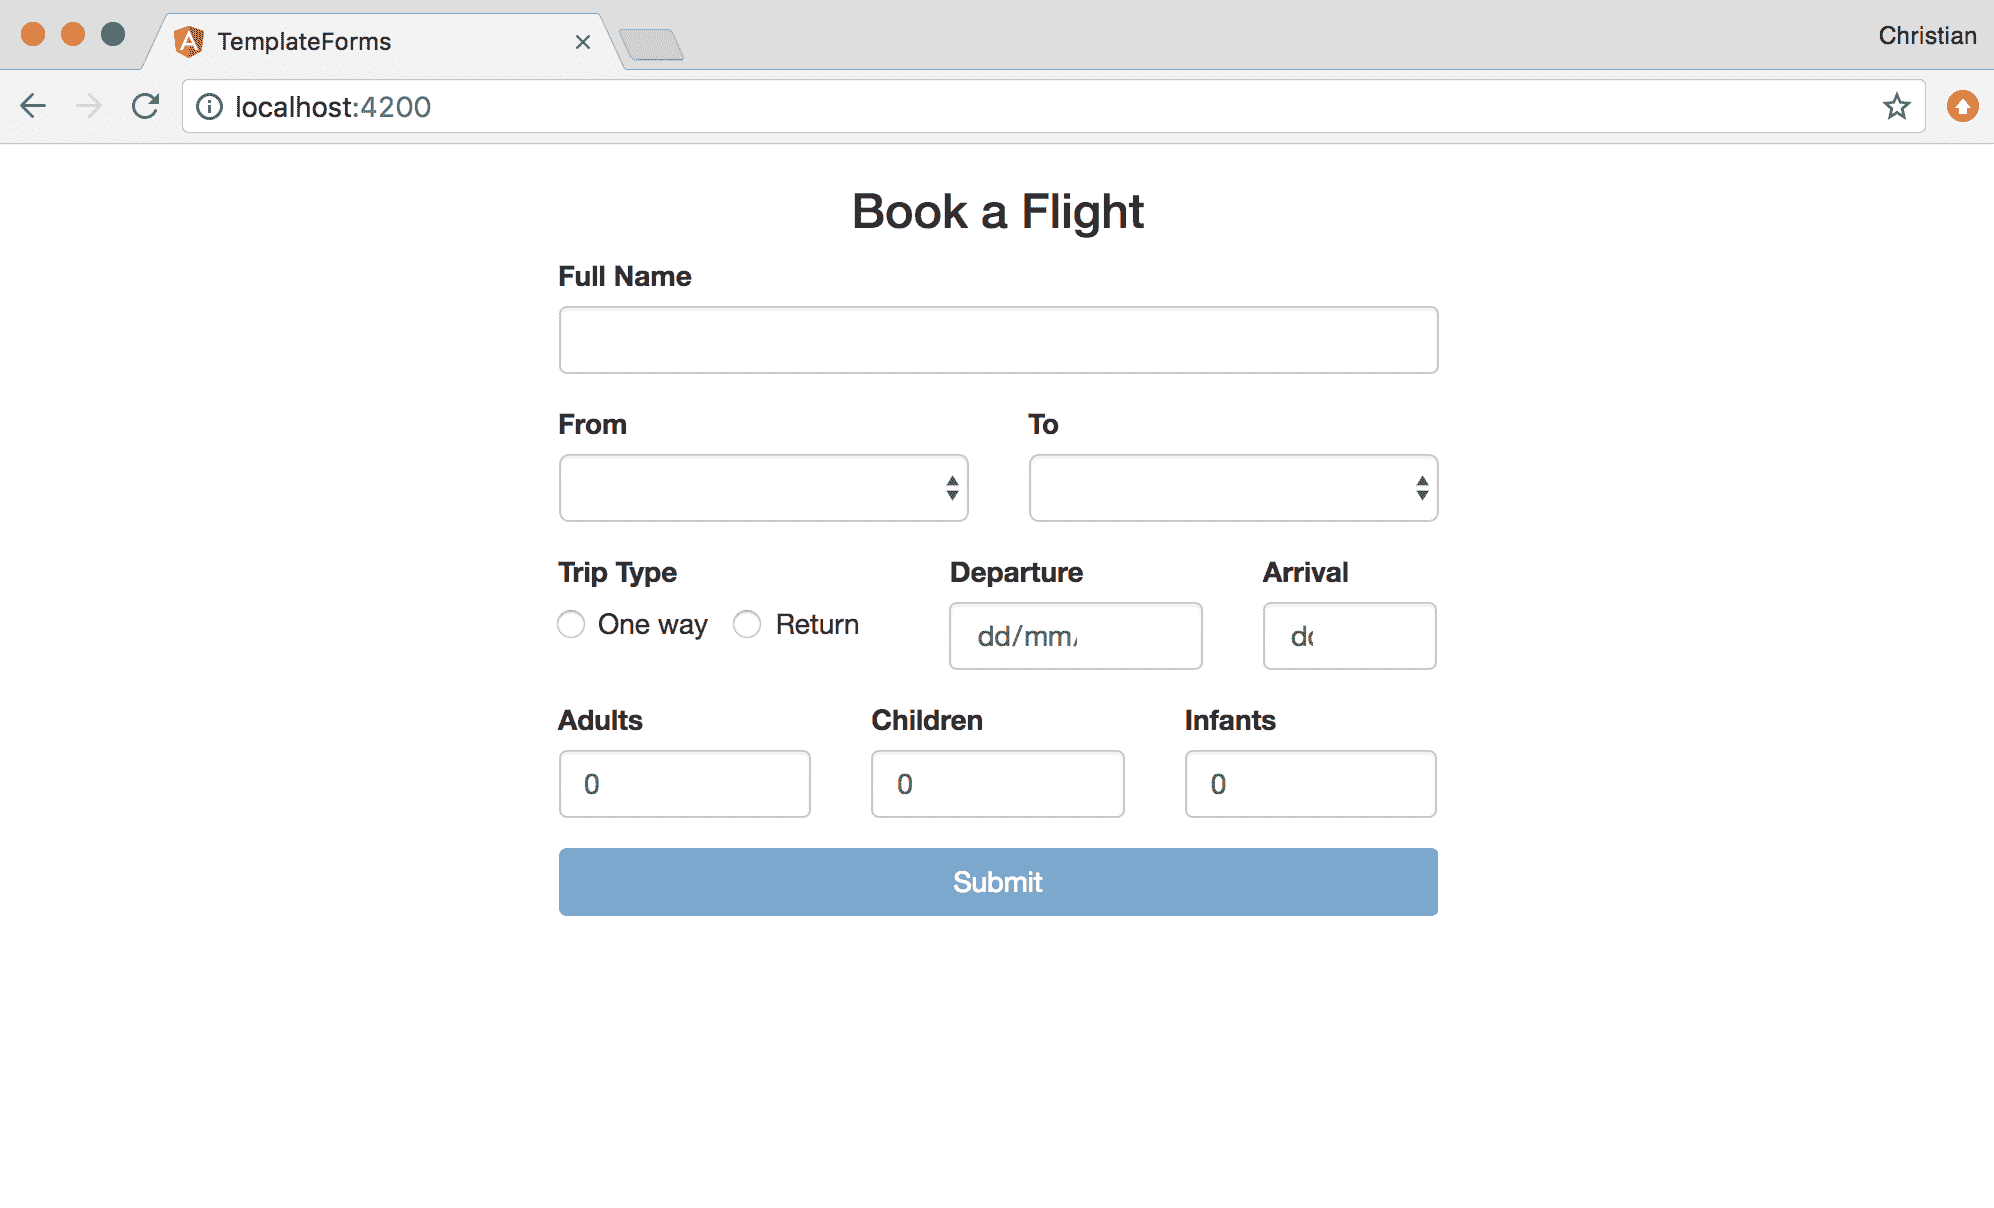 TemplateForms
Christian
localhost:4200
Book a Flight
Full Name
From To
Trip Type Departure Arrival
One way Return dd/mm/
Adults Children Infants
0 0 0
Submit